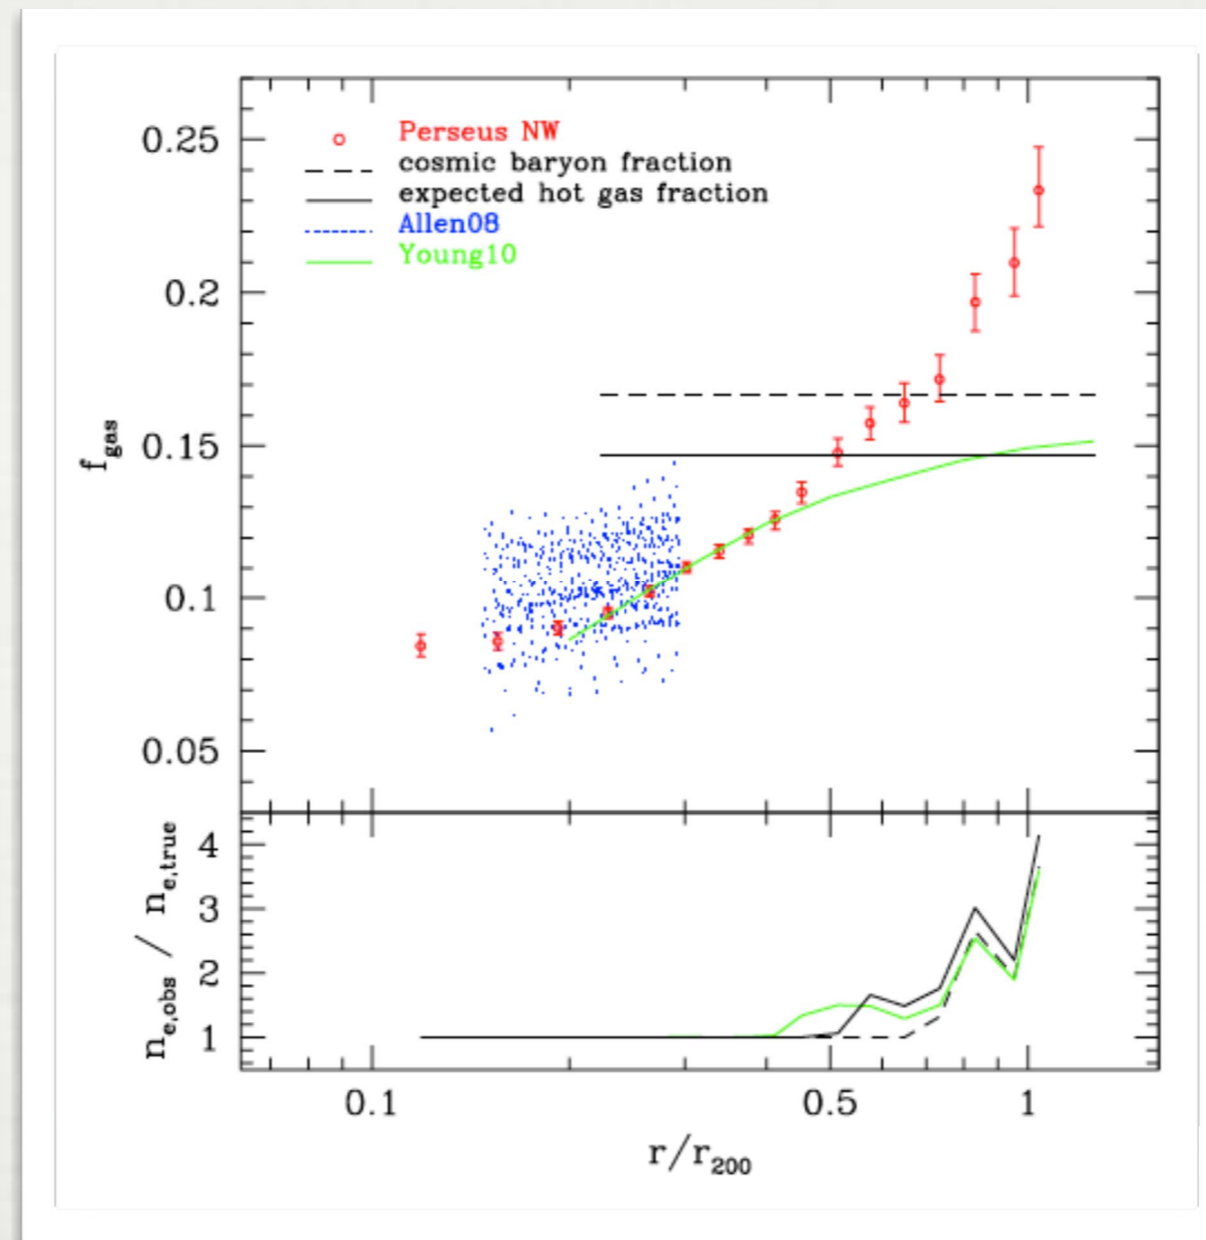 0.25
0.2
0.15
0.1
0.05
f_gas
Perseus NW
cosmic baryon fraction
expected hot gas fraction
Allen08
Young10
4
3
2
1
n_e,obs / n_e,true
0.1 0.5 1
r/r_200